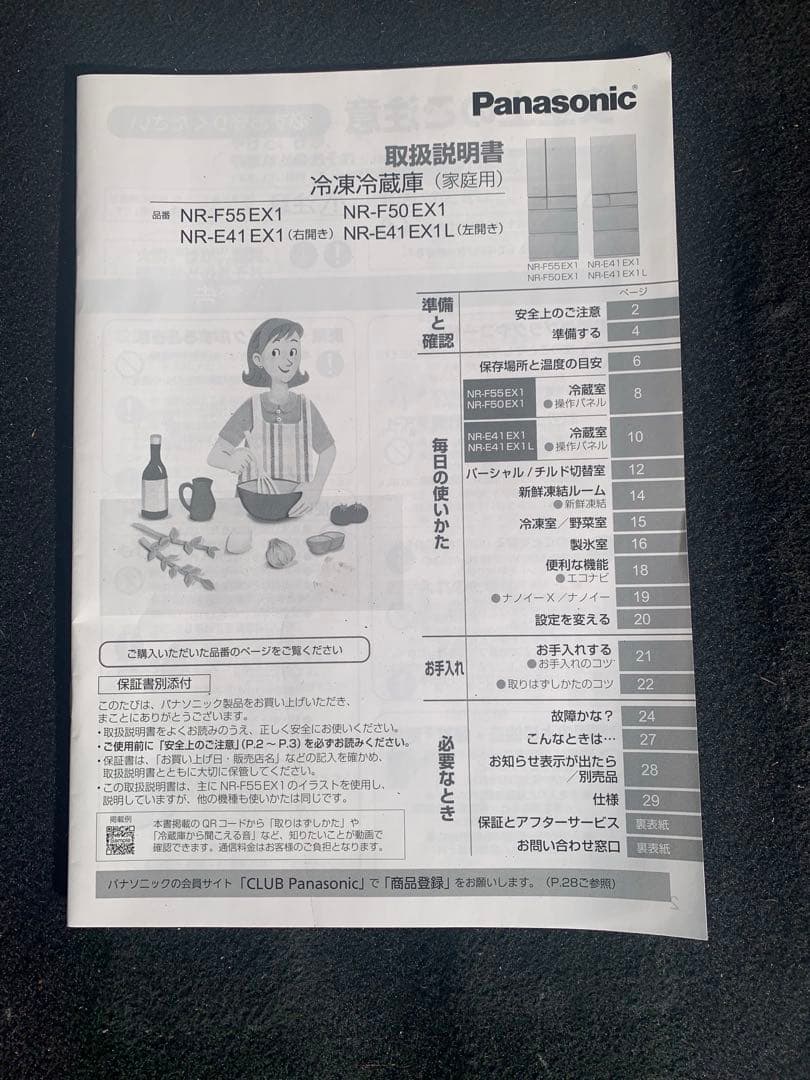 Panasonic®
取扱説明書
冷凍冷蔵庫（家庭用）
品番 NR-F55EX1 NR-F50EX1
NR-E41EX1（右開き） NR-E41EX1L（左開き）
NR-F55EX1 NR-E41EX1
NR-F50EX1 NR-E41EX1L
ページ
準備と確認
安全上のご注意 2
準備する 4
毎日の使いかた
保存場所と温度の目安 6
NR-F55EX1
NR-F50EX1
冷蔵室
●操作パネル
8
NR-E41EX1
NR-E41EX1L
冷蔵室
●操作パネル
10
パーシャル/チルド切替室 12
新鮮凍結ルーム
●新鮮凍結
14
冷凍室／野菜室 15
製氷室 16
便利な機能
●エコナビ
18
●ナノイーX／ナノイー 19
設定を変える 20
お手入れ
お手入れする
●お手入れのコツ
21
●取りはずしかたのコツ 22
必要なとき
故障かな？ 24
こんなときは… 27
お知らせ表示が出たら
／別売品
28
仕様 29
保証とアフターサービス 裏表紙
お問い合わせ窓口 裏表紙
ご購入いただいた品番のページをご覧ください
保証書別添付
このたびは、パナソニック製品をお買い上げいただき、
まことにありがとうございます。
・取扱説明書をよくお読みのうえ、正しく安全にお使いください。
・ご使用前に「安全上のご注意」(P.2～P.3)を必ずお読みください。
・保証書は、「お買い上げ日・販売店名」などの記入を確かめ、
取扱説明書とともに大切に保管してください。
・この取扱説明書は、主にNR-F55EX1のイラストを使用し、
説明していますが、他の機種も使いかたは同じです。
掲載例
Sample
本書掲載のQRコードから「取りはずしかた」や
「冷蔵庫から聞こえる音」など、知りたいことが動画で
確認できます。通信料金はお客様のご負担となります。
パナソニックの会員サイト「CLUB Panasonic」で「商品登録」をお願いします。（P.28ご参照）